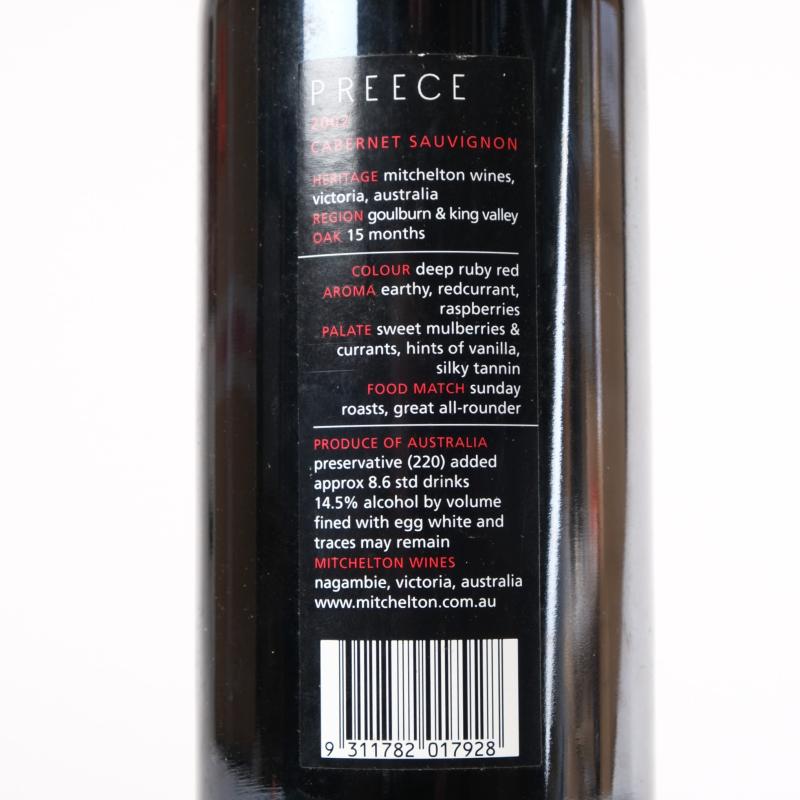 PREECE
2002
CABERNET SAUVIGNON
HERITAGE mitchelton wines,
victoria, australia
REGION goulburn & king valley
OAK 15 months
COLOUR deep ruby red
AROMA earthy, redcurrant,
raspberries
PALATE sweet mulberries &
currants, hints of vanilla,
silky tannin
FOOD MATCH sunday
roasts, great all-rounder
PRODUCE OF AUSTRALIA
preservative (220) added
approx 8.6 std drinks
14.5% alcohol by volume
fined with egg white and
traces may remain
MITCHELTON WINES
nagambie, victoria, australia
www.mitchelton.com.au
9 311782 017928